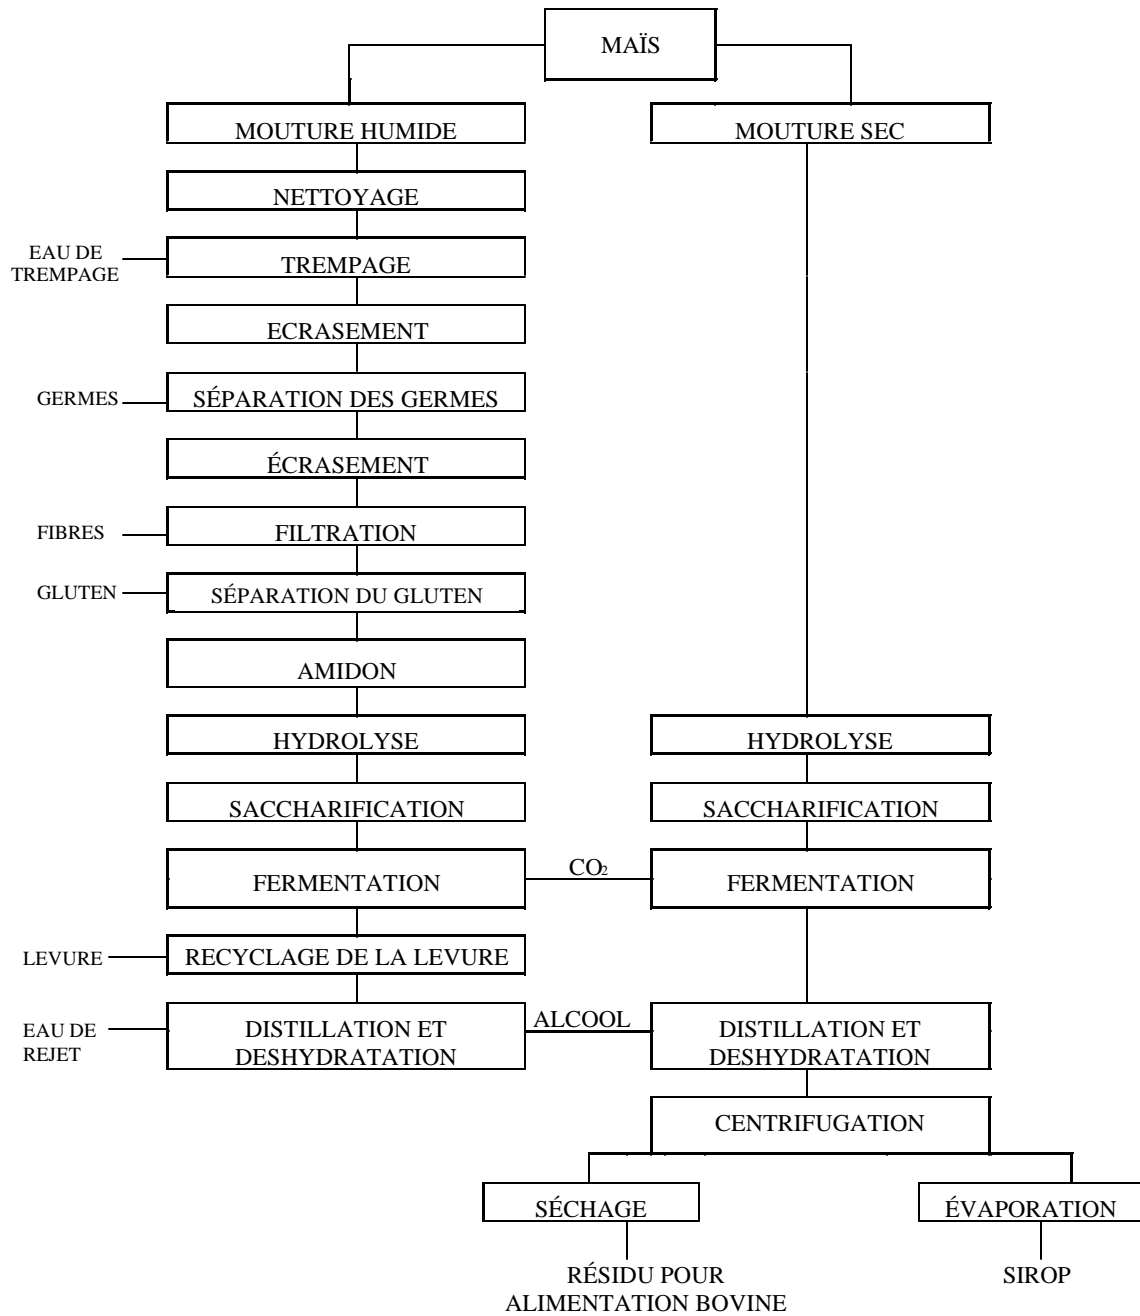 MAÏS
MOUTURE HUMIDE
MOUTURE SEC
NETTOYAGE
EAU DE
TREMPAGE
TREMPAGE
ECRASEMENT
GERMES
SÉPARATION DES GERMES
ÉCRASEMENT
FIBRES
FILTRATION
GLUTEN
SÉPARATION DU GLUTEN
AMIDON
HYDROLYSE
HYDROLYSE
SACCHARIFICATION
SACCHARIFICATION
FERMENTATION
CO₂
FERMENTATION
LEVURE
RECYCLAGE DE LA LEVURE
EAU DE
REJET
DISTILLATION ET
DESHYDRATATION
ALCOOL
DISTILLATION ET
DESHYDRATATION
CENTRIFUGATION
SÉCHAGE
ÉVAPORATION
RÉSIDU POUR
ALIMENTATION BOVINE
SIROP